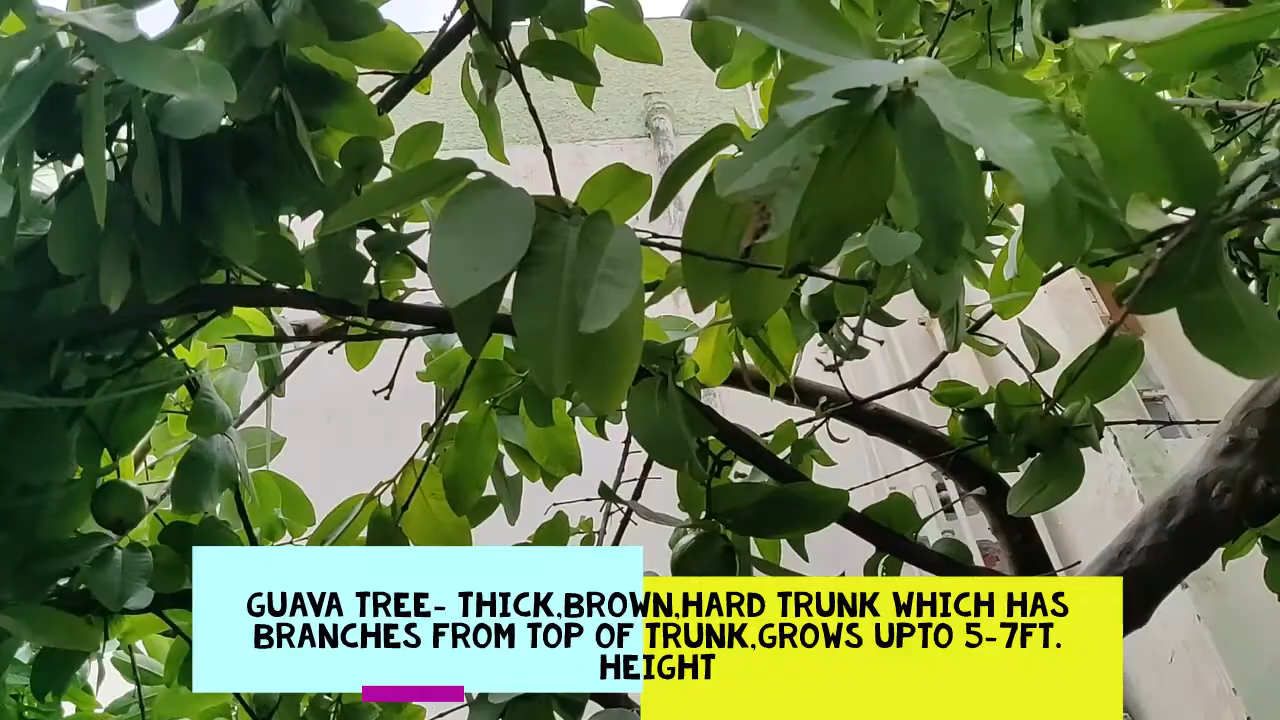 GUAVA TREE- THICK,BROWN,HARD TRUNK WHICH HAS
BRANCHES FROM TOP OF TRUNK,GROWS UPTO 5-7FT.
HEIGHT